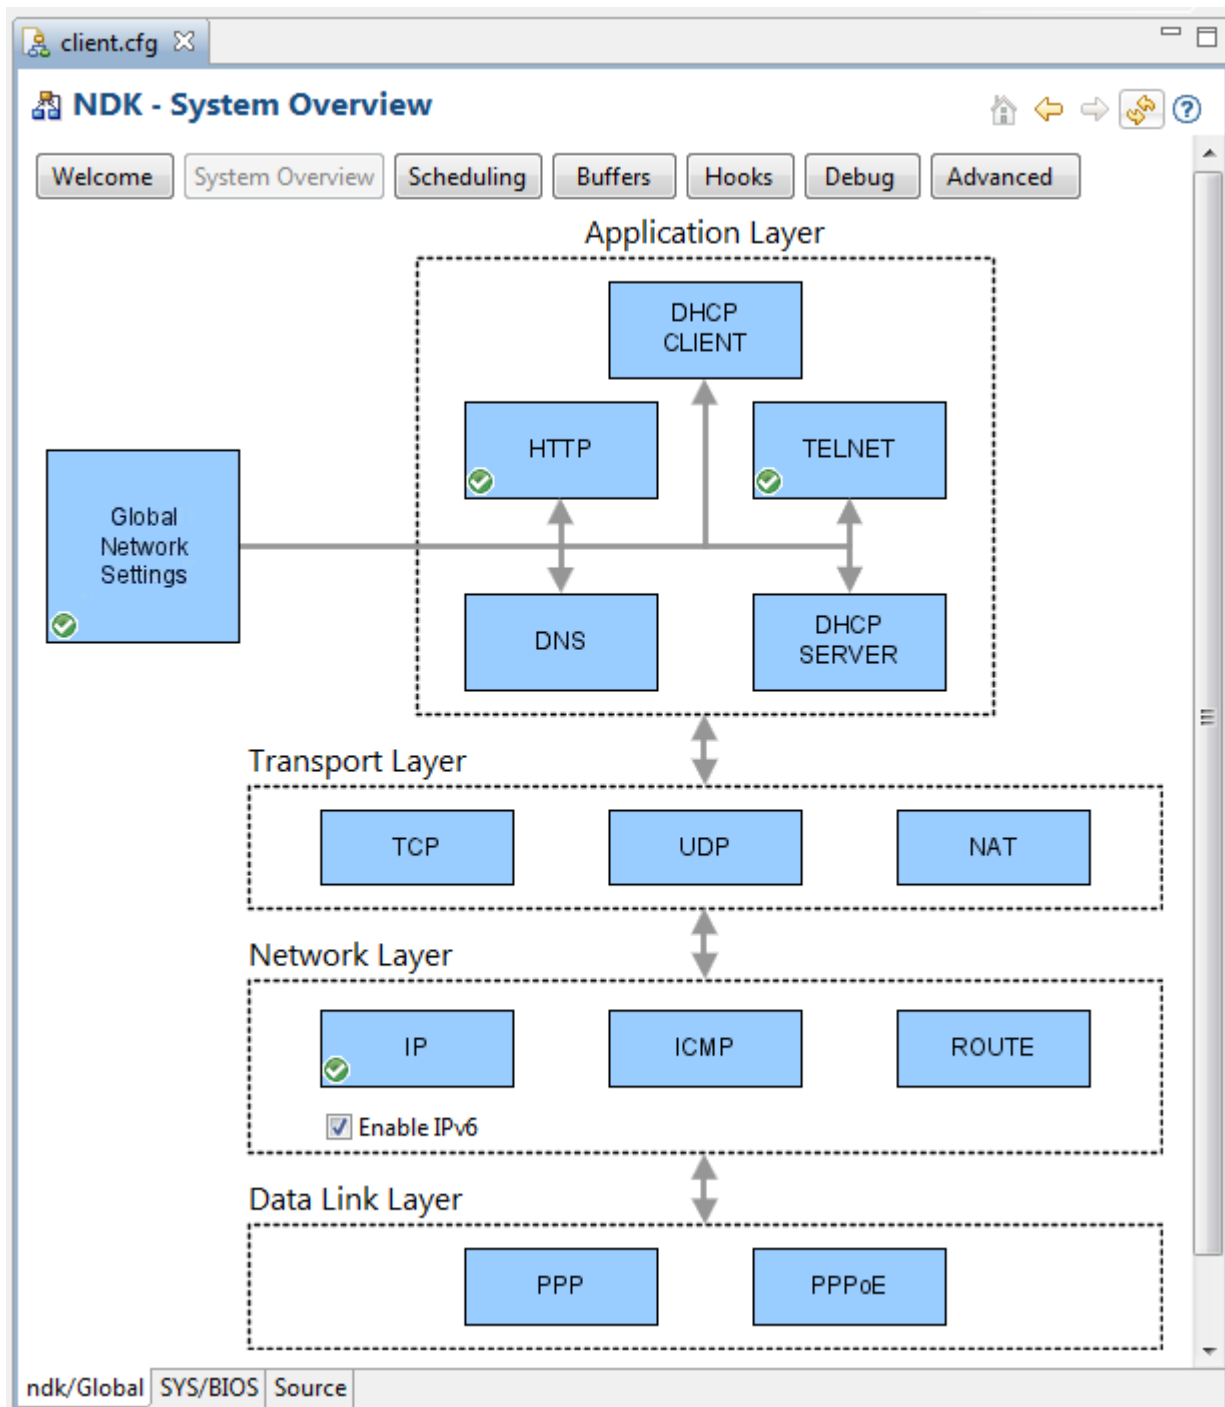 client.cfg
NDK - System Overview
Welcome
System Overview
Scheduling
Buffers
Hooks
Debug
Advanced
Application Layer
DHCP
CLIENT
HTTP
TELNET
Global
Network
Settings
DNS
DHCP
SERVER
Transport Layer
TCP
UDP
NAT
Network Layer
IP
ICMP
ROUTE
Enable IPv6
Data Link Layer
PPP
PPPoE
ndk/Global
SYS/BIOS
Source